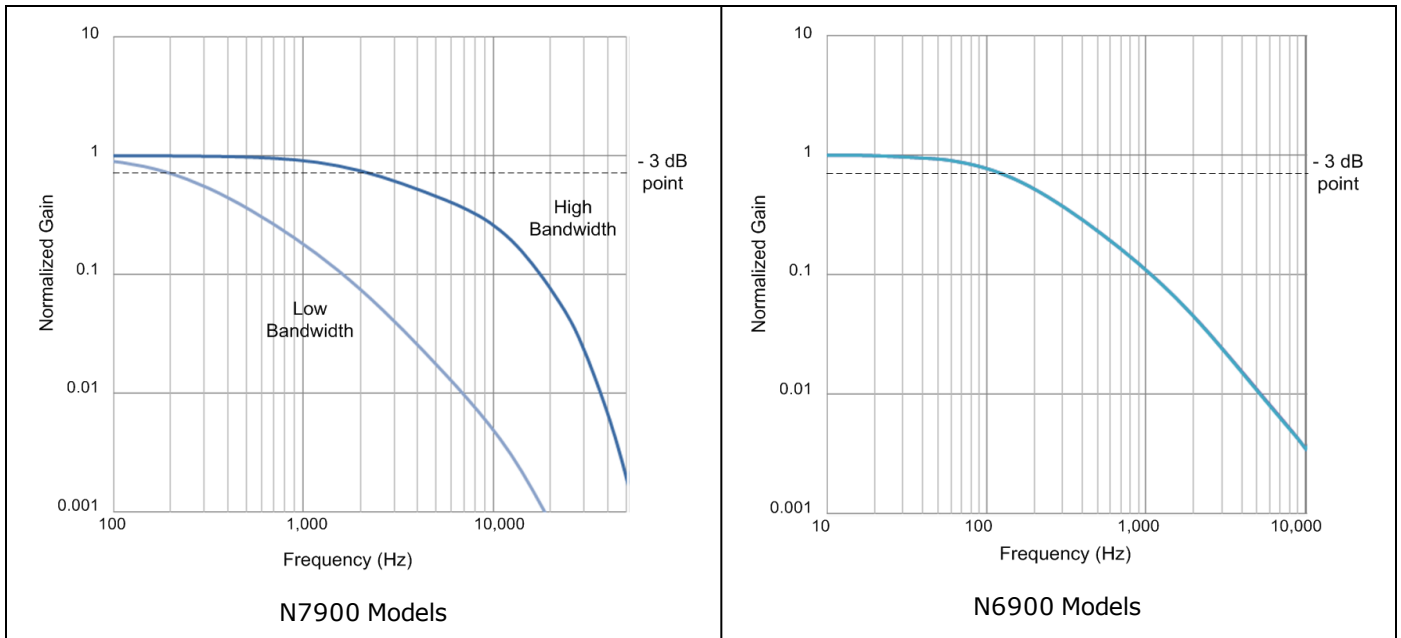 10
1
- 3 dB
point
High
Bandwidth
Normalized Gain
0.1
Low
Bandwidth
0.01
0.001
100
1,000
10,000
Frequency (Hz)
N7900 Models
10
1
- 3 dB
point
Normalized Gain
0.1
0.01
0.001
10
100
1,000
10,000
Frequency (Hz)
N6900 Models